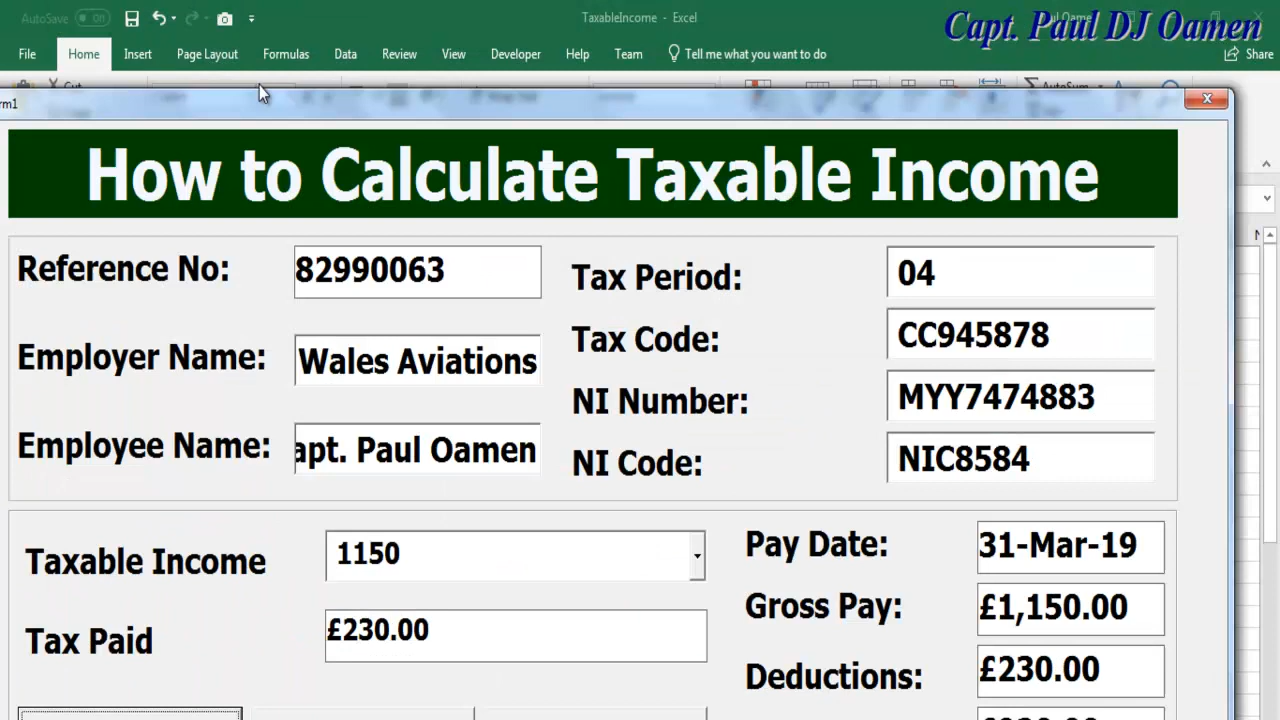 AutoSave Off
TaxableIncome - Excel
Capt. Paul DJ Oamen
File Home Insert Page Layout Formulas Data Review View Developer Help Team Tell me what you want to do Share
Cut
AutoSum
rm1
How to Calculate Taxable Income
Reference No: 82990063
Tax Period: 04
Tax Code: CC945878
Employer Name: Wales Aviations
NI Number: MYY7474883
Employee Name: apt. Paul Oamen
NI Code: NIC8584
Taxable Income 1150
Pay Date: 31-Mar-19
Gross Pay: £1,150.00
Tax Paid £230.00
Deductions: £230.00